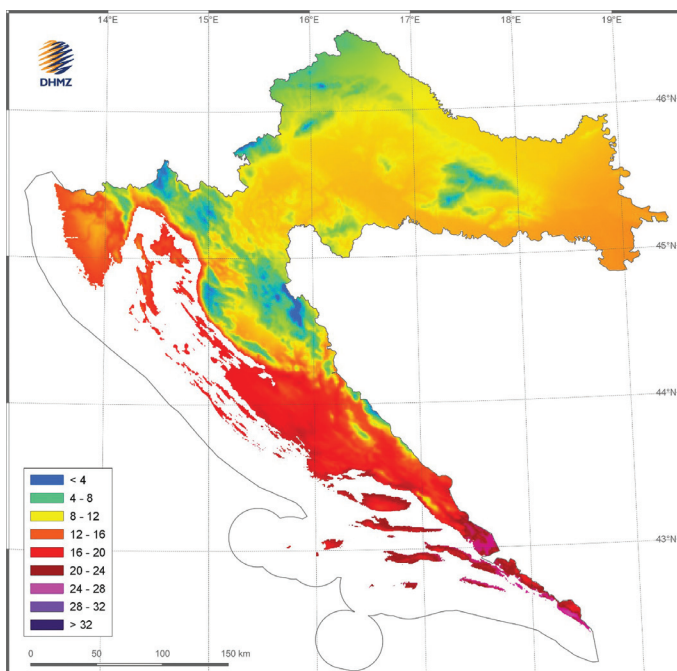 14°E 15°E 16°E 17°E 18°E
DHMZ
46°N
45°N
44°N
43°N
< 4
4 - 8
8 - 12
12 - 16
16 - 20
20 - 24
24 - 28
28 - 32
> 32
0 50 100 150 km